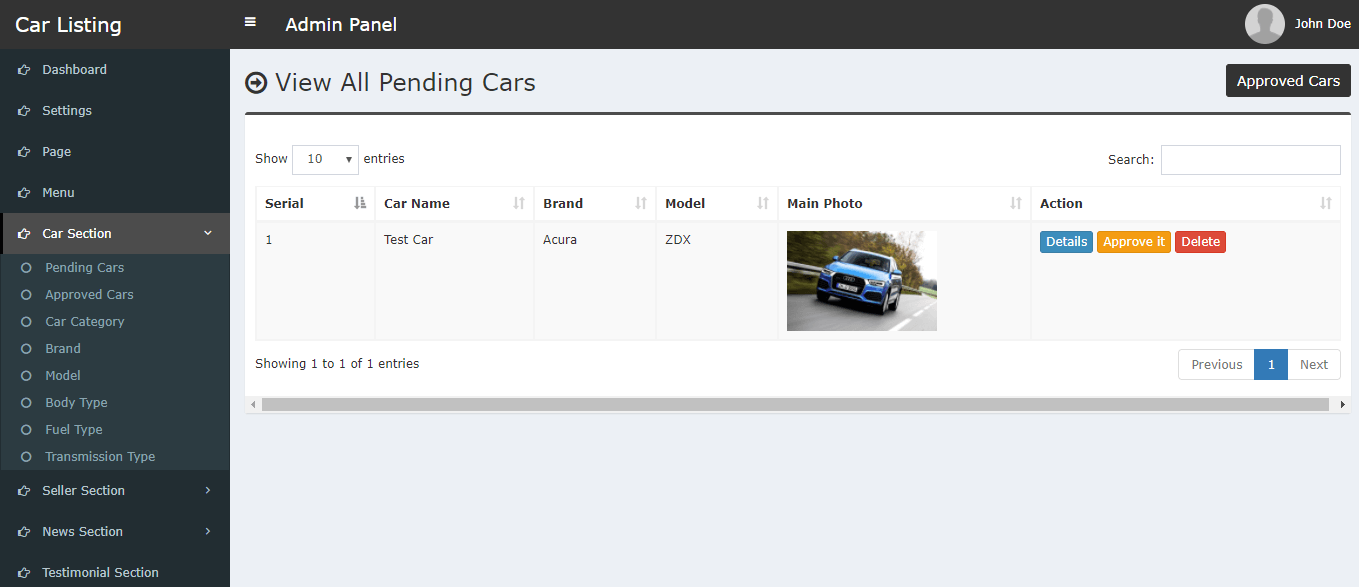 Car Listing
Admin Panel
John Doe
Dashboard
Settings
Page
Menu
Car Section
Pending Cars
Approved Cars
Car Category
Brand
Model
Body Type
Fuel Type
Transmission Type
Seller Section
News Section
Testimonial Section
View All Pending Cars
Approved Cars
Show 10 entries
Search:
Serial Car Name Brand Model Main Photo Action
1 Test Car Acura ZDX Details Approve it Delete
Showing 1 to 1 of 1 entries
Previous 1 Next